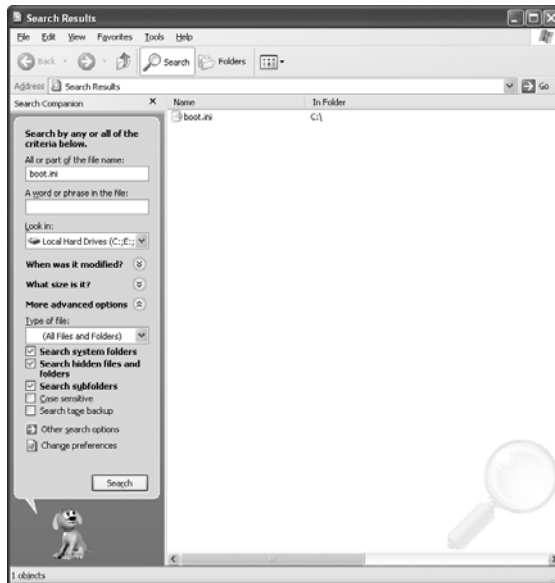 Search Results
File Edit View Favorites Tools Help
Back Search Folders
Address Search Results Go
Search Companion × Name In Folder
boot.ini C:\
Search by any or all of the
criteria below.
All or part of the file name:
boot.ini
A word or phrase in the file:
Look in:
Local Hard Drives (C:;E:;
When was it modified?
What size is it?
More advanced options
Type of file:
(All Files and Folders)
Search system folders
Search hidden files and
folders
Search subfolders
Case sensitive
Search tape backup
Other search options
Change preferences
Search
1 objects